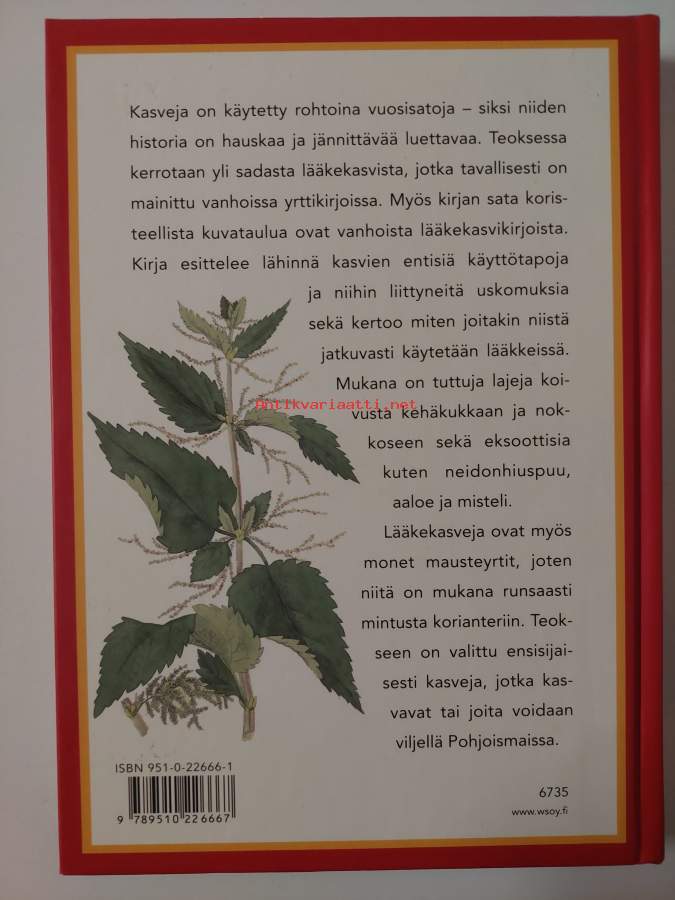 Kasveja on käytetty rohtoina vuosisatoja – siksi niiden
historia on hauskaa ja jännittävää luettavaa. Teoksessa
kerrotaan yli sadasta lääkekasvista, jotka tavallisesti on
mainittu vanhoissa yrttikirjoissa. Myös kirjan sata koris-
teellista kuvataulua ovat vanhoista lääkekasvikirjoista.
Kirja esittelee lähinnä kasvien entisiä käyttötapoja
ja niihin liittyneitä uskomuksia
sekä kertoo miten joitakin niistä
jatkuvasti käytetään lääkkeissä.
Mukana on tuttuja lajeja koi-
Antikvariaatti.net
vusta kehäkukkaan ja nok-
koseen sekä eksoottisia
kuten neidonhiuspuu,
aaloe ja misteli.
Lääkekasveja ovat myös
monet mausteyrtit, joten
niitä on mukana runsaasti
mintusta korianteriin. Teok-
seen on valittu ensisijai-
sesti kasveja, jotka kas-
vavat tai joita voidaan
viljellä Pohjoismaissa.
ISBN 951-0-22666-1
9 789510 226667
6735
www.wsoy.fi